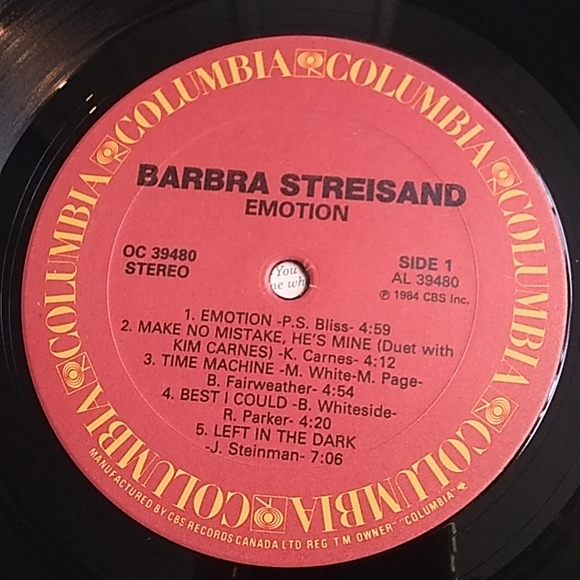 COLUMBIA COLUMBIA COLUMBIA COLUMBIA COLUMBIA COLUMBIA
BARBRA STREISAND
EMOTION
OC 39480
STEREO
SIDE 1
AL 39480
℗ 1984 CBS Inc.
You
ne wh
1. EMOTION -P.S. Bliss- 4:59
2. MAKE NO MISTAKE, HE'S MINE (Duet with
KIM CARNES) -K. Carnes- 4:12
3. TIME MACHINE -M. White-M. Page-
B. Fairweather- 4:54
4. BEST I COULD -B. Whiteside-
R. Parker- 4:20
5. LEFT IN THE DARK
-J. Steinman- 7:06
MANUFACTURED BY CBS RECORDS CANADA LTD REG T.M OWNER "COLUMBIA"